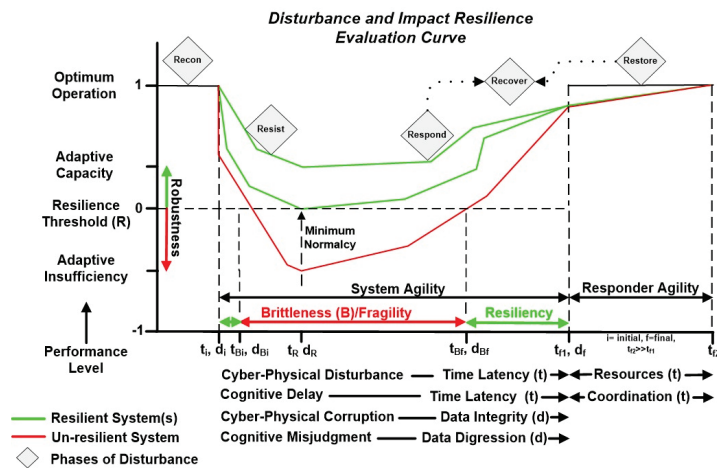 Disturbance and Impact Resilience
Evaluation Curve
Recon
Restore
Recover
Optimum
Operation
1
1
Resist
Respond
Adaptive
Capacity
Robustness
Resilience
Threshold (R)
0
0
Minimum
Normalcy
Adaptive
Insufficiency
System Agility
Responder Agility
Brittleness (B)/Fragility
Resiliency
-1
-1
i= initial, f=final,
tf2>>tf1
Performance
Level
ti, di
tBi, dBi
tR dR
tBf, dBf
tf1, df
tf2
Cyber-Physical Disturbance
Time Latency (t)
Resources (t)
Cognitive Delay
Time Latency (t)
Coordination (t)
Cyber-Physical Corruption
Data Integrity (d)
Cognitive Misjudgment
Data Digression (d)
Resilient System(s)
Un-resilient System
Phases of Disturbance